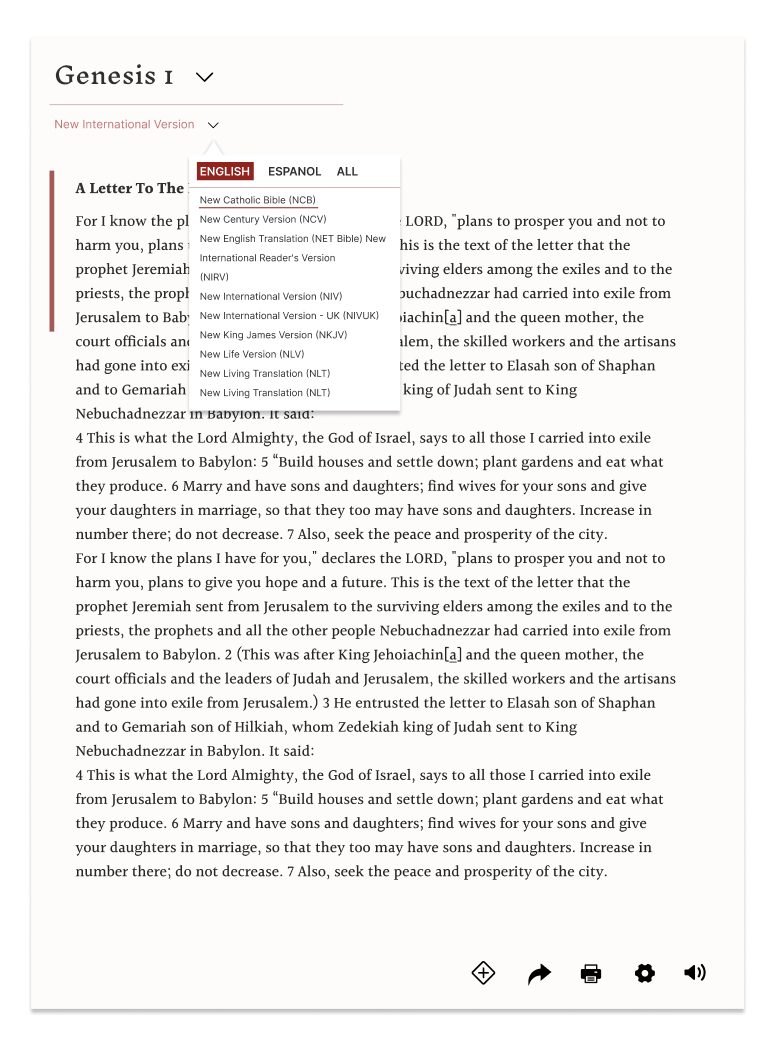 Genesis 1
New International Version
ENGLISH ESPANOL ALL
New Catholic Bible (NCB)
New Century Version (NCV)
New English Translation (NET Bible) New
International Reader's Version
(NIRV)
New International Version (NIV)
New International Version - UK (NIVUK)
New King James Version (NKJV)
New Life Version (NLV)
New Living Translation (NLT)
New Living Translation (NLT)
A Letter To The
For I know the LORD, "plans to prosper you and not to
harm you, plans his is the text of the letter that the
prophet Jeremiah viving elders among the exiles and to the
priests, the buchadnezzar had carried into exile from
Jerusalem to oiachin[a] and the queen mother, the
court officials alem, the skilled workers and the artisans
had gone into ted the letter to Elasah son of Shaphan
and to Gemariah king of Judah sent to King
Nebuchadnezzar in Babylon. It said:
4 This is what the Lord Almighty, the God of Israel, says to all those I carried into exile
from Jerusalem to Babylon: 5 “Build houses and settle down; plant gardens and eat what
they produce. 6 Marry and have sons and daughters; find wives for your sons and give
your daughters in marriage, so that they too may have sons and daughters. Increase in
number there; do not decrease. 7 Also, seek the peace and prosperity of the city.
For I know the plans I have for you," declares the LORD, "plans to prosper you and not to
harm you, plans to give you hope and a future. This is the text of the letter that the
prophet Jeremiah sent from Jerusalem to the surviving elders among the exiles and to the
priests, the prophets and all the other people Nebuchadnezzar had carried into exile from
Jerusalem to Babylon. 2 (This was after King Jehoiachin[a] and the queen mother, the
court officials and the leaders of Judah and Jerusalem, the skilled workers and the artisans
had gone into exile from Jerusalem.) 3 He entrusted the letter to Elasah son of Shaphan
and to Gemariah son of Hilkiah, whom Zedekiah king of Judah sent to King
Nebuchadnezzar in Babylon. It said:
4 This is what the Lord Almighty, the God of Israel, says to all those I carried into exile
from Jerusalem to Babylon: 5 “Build houses and settle down; plant gardens and eat what
they produce. 6 Marry and have sons and daughters; find wives for your sons and give
your daughters in marriage, so that they too may have sons and daughters. Increase in
number there; do not decrease. 7 Also, seek the peace and prosperity of the city.